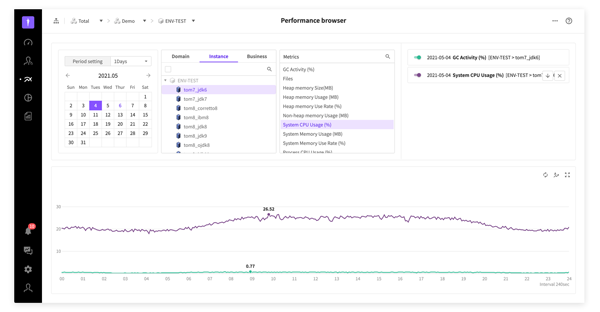 Total
Demo
ENV-TEST
Performance browser
Period setting
1Days
2021.05
Sun Mon Tues Wed Thu Fri Sat
1
2 3 4 5 6 7 8
9 10 11 12 13 14 15
16 17 18 19 20 21 22
23 24 25 26 27 28 29
30 31
Domain Instance Business
ENV-TEST
tom7_jdk6
tom7_jdk7
tom8_corretto8
tom8_ibm8
tom8_jdk8
tom8_jdk9
tom8_ojdk8
Metrics
GC Activity (%)
Files
Heap memory Size(MB)
Heap memory Usage (MB)
Heap memory Use Rate (%)
Non-heap memory Usage (MB)
System CPU Usage (%)
System Memory Usage (MB)
System Memory Use Rate (%)
Process CPU Usage (%)
2021-05-04 GC Activity (%) [ENV-TEST > tom7_jdk6]
2021-05-04 System CPU Usage (%) [ENV-TEST > tom7
30
26.52
20
10
0.77
00 01 02 03 04 05 06 07 08 09 10 11 12 13 14 15 16 17 18 19 20 21 22 23 24
Interval 240sec